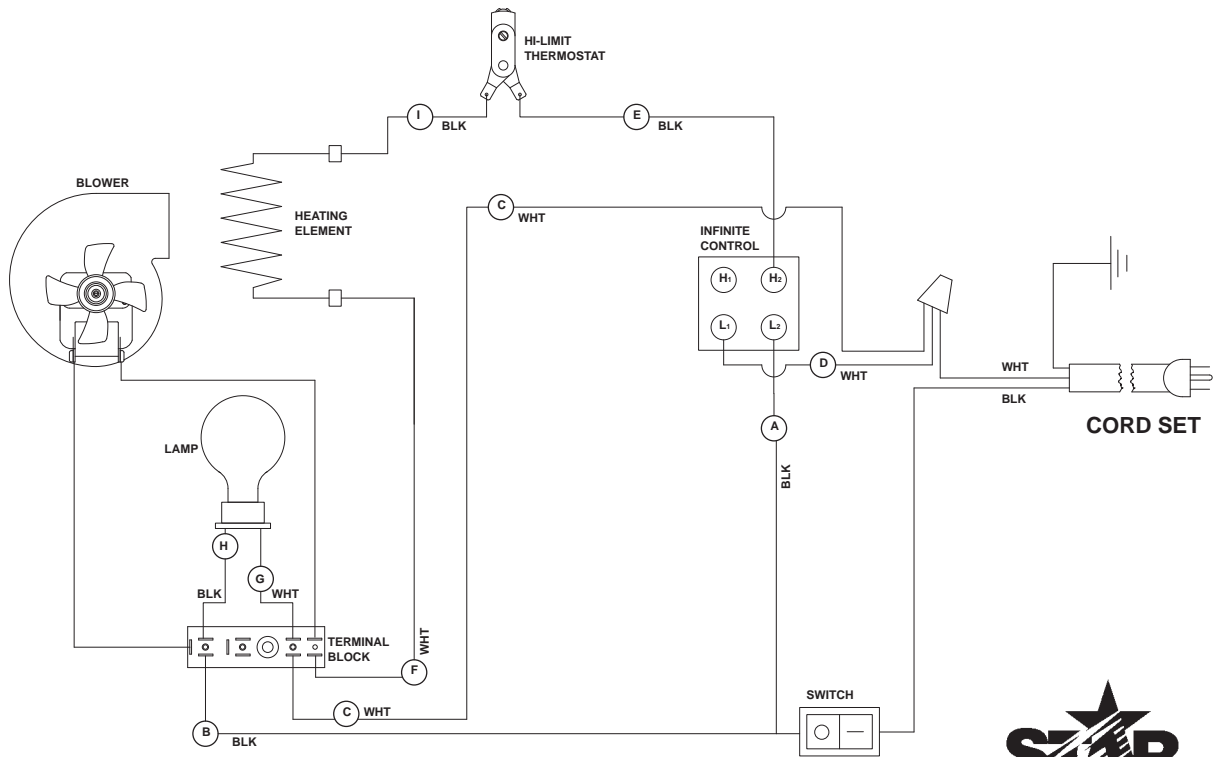 HI-LIMIT
THERMOSTAT
I
BLK
E
BLK
BLOWER
HEATING
ELEMENT
C
WHT
INFINITE
CONTROL
H1
H2
L1
L2
D
WHT
WHT
BLK
CORD SET
A
BLK
LAMP
H
G
BLK
WHT
TERMINAL
BLOCK
WHT
F
C
WHT
B
BLK
SWITCH
STAR